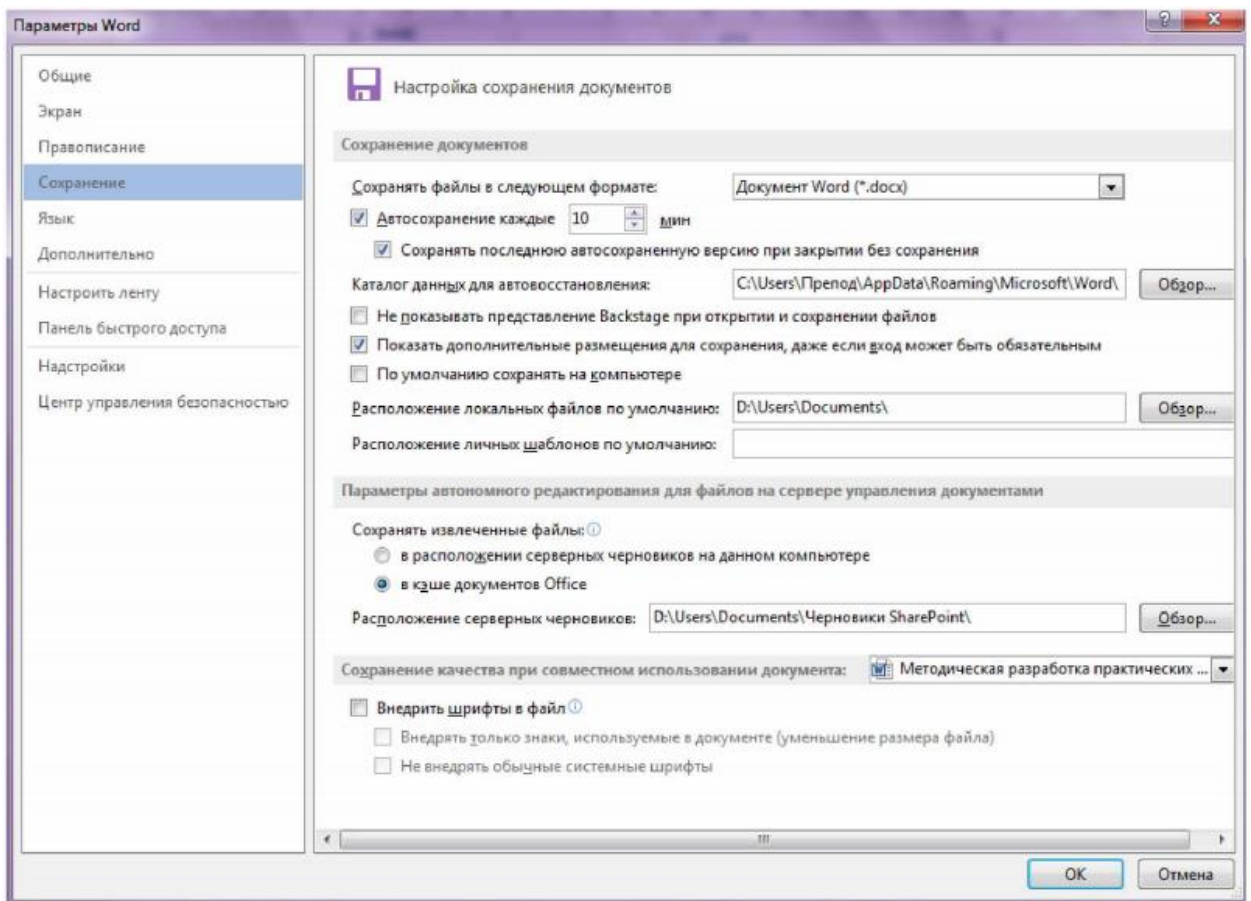 Параметры Word
Общие
Экран
Правописание
Сохранение
Язык
Дополнительно
Настроить ленту
Панель быстрого доступа
Надстройки
Центр управления безопасностью
Настройка сохранения документов
Сохранение документов
Сохранять файлы в следующем формате: Документ Word (*.docx)
Автосохранение каждые 10 мин
Сохранять последнюю автосохраненную версию при закрытии без сохранения
Каталог данных для автовосстановления: C:\Users\Препод\AppData\Roaming\Microsoft\Word\ Обзор...
Не показывать представление Backstage при открытии и сохранении файлов
Показать дополнительные размещения для сохранения, даже если вход может быть обязательным
По умолчанию сохранять на компьютере
Расположение локальных файлов по умолчанию: D:\Users\Documents\ Обзор...
Расположение личных шаблонов по умолчанию:
Параметры автономного редактирования для файлов на сервере управления документами
Сохранять извлеченные файлы:
в расположении серверных черновиков на данном компьютере
в кэше документов Office
Расположение серверных черновиков: D:\Users\Documents\Черновики SharePoint\ Обзор...
Сохранение качества при совместном использовании документа: Методическая разработка практических ...
Внедрить шрифты в файл
Внедрять только знаки, используемые в документе (уменьшение размера файла)
Не внедрять обычные системные шрифты
ОК Отмена